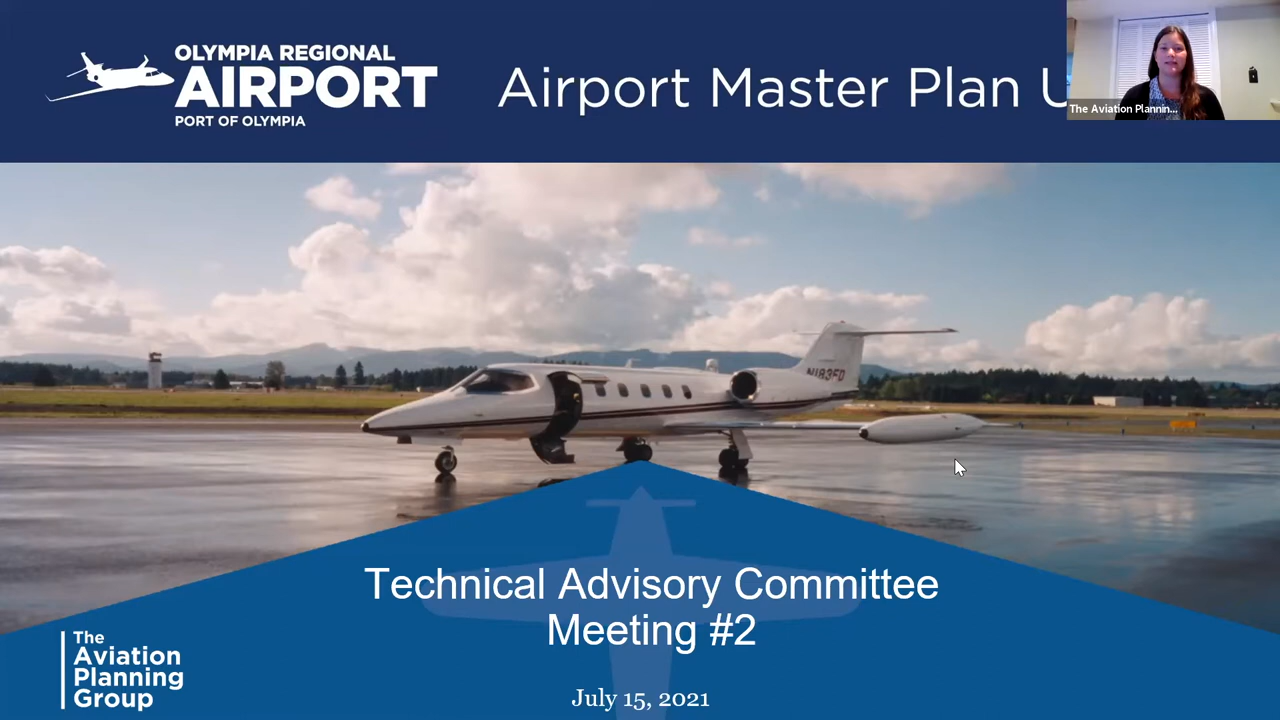 OLYMPIA REGIONAL
AIRPORT
PORT OF OLYMPIA
Airport Master Plan U
The Aviation Plannin...
N183FD
Technical Advisory Committee
Meeting #2
The
Aviation
Planning
Group
July 15, 2021